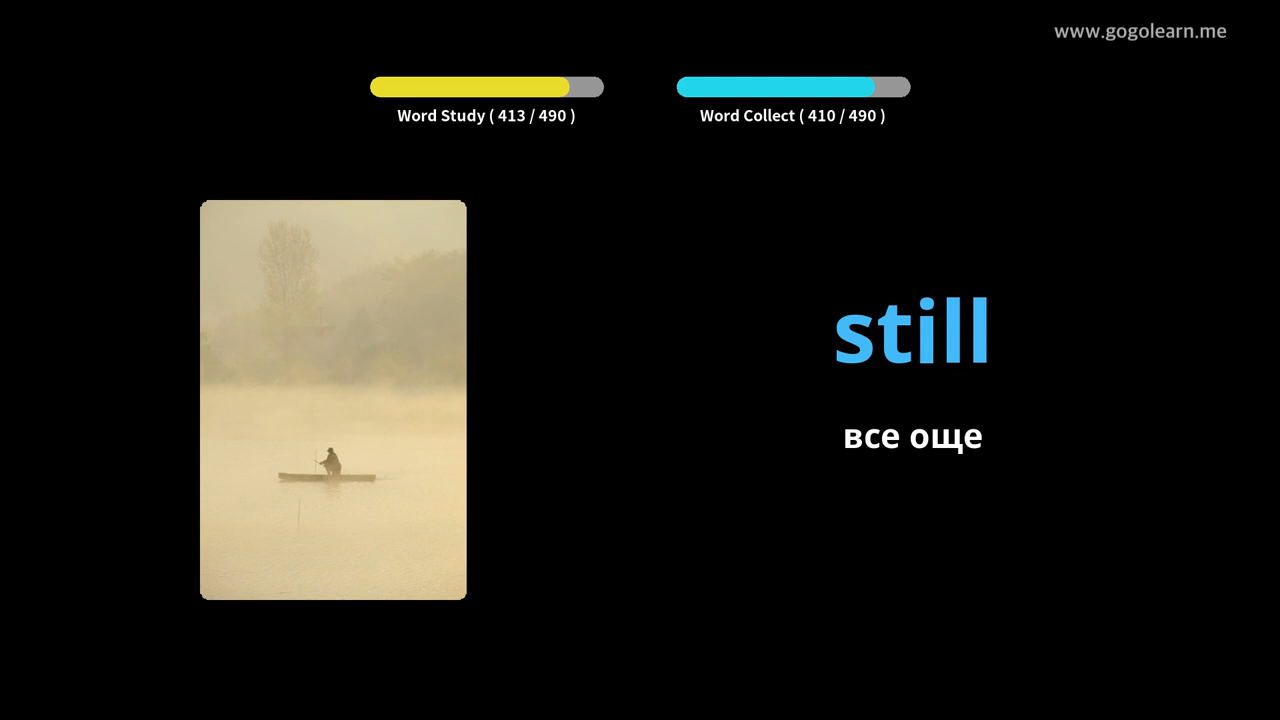 www.gogolearn.me
Word Study ( 413 / 490 )
Word Collect ( 410 / 490 )
still
все още